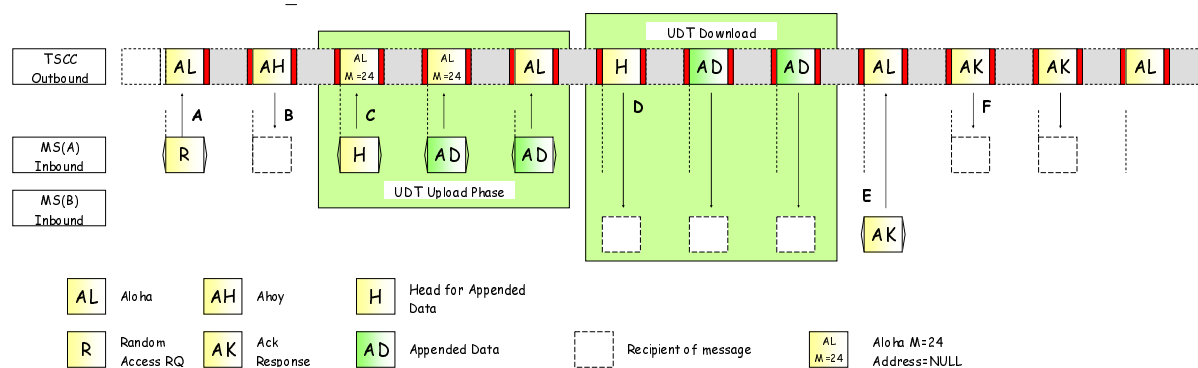 UDT Download
TSCC
Outbound
AL
AH
AL
M=24
AL
M=24
AL
H
AD
AD
AL
AK
AK
AL
A
B
C
D
F
MS(A)
Inbound
R
H
AD
AD
UDT Upload Phase
MS(B)
Inbound
E
AK
AL
Aloha
AH
Ahoy
H
Head for Appended
Data
R
Random
Access RQ
AK
Ack
Response
AD
Appended Data
Recipient of message
AL
M=24
Aloha M=24
Address=NULL